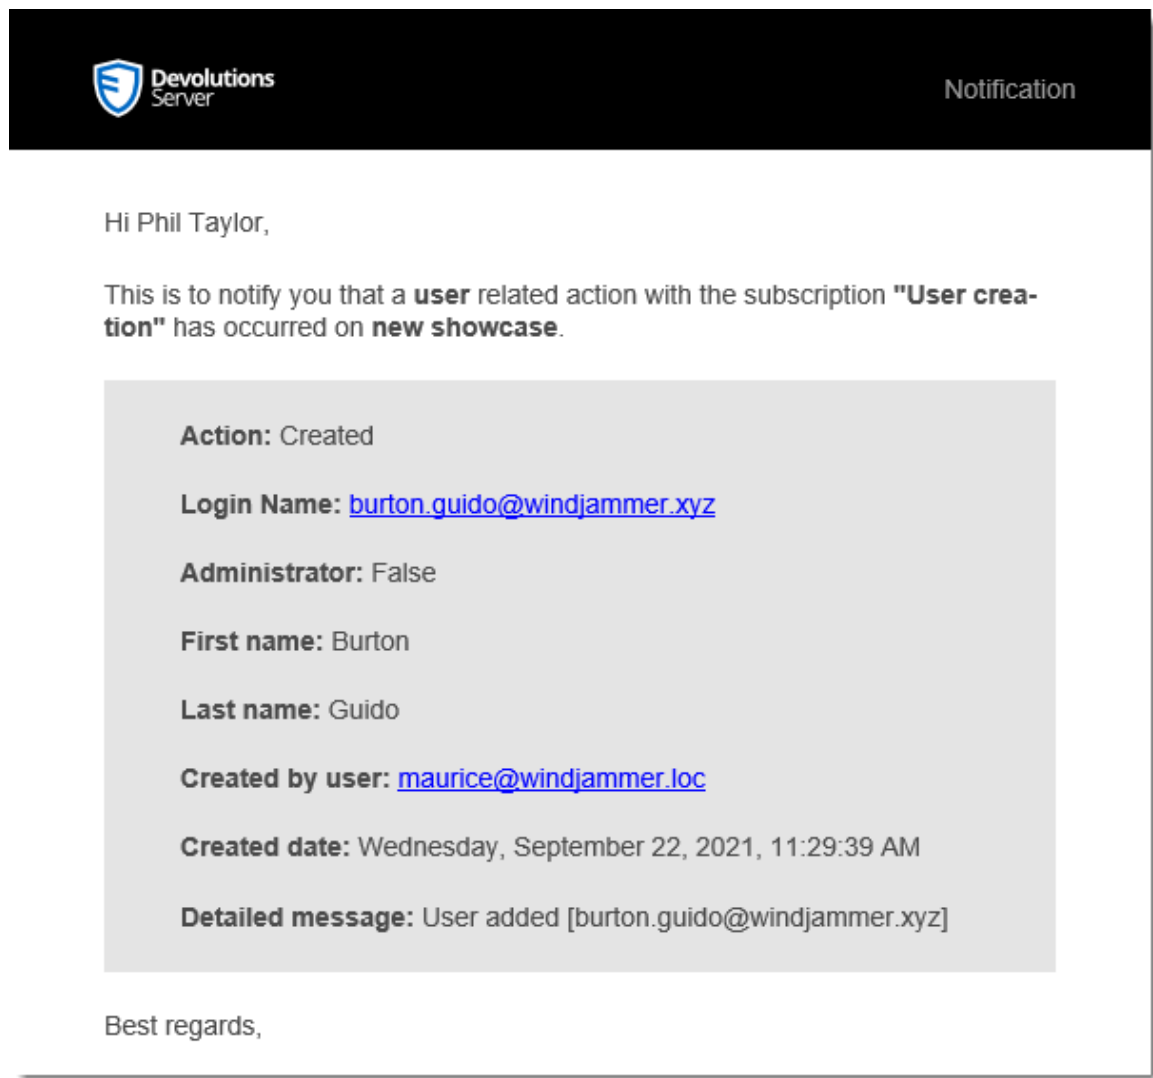 Devolutions
Server
Notification
Hi Phil Taylor,
This is to notify you that a user related action with the subscription "User crea-
tion" has occurred on new showcase.
Action: Created
Login Name: burton.guido@windjammer.xyz
Administrator: False
First name: Burton
Last name: Guido
Created by user: maurice@windjammer.loc
Created date: Wednesday, September 22, 2021, 11:29:39 AM
Detailed message: User added [burton.guido@windjammer.xyz]
Best regards,